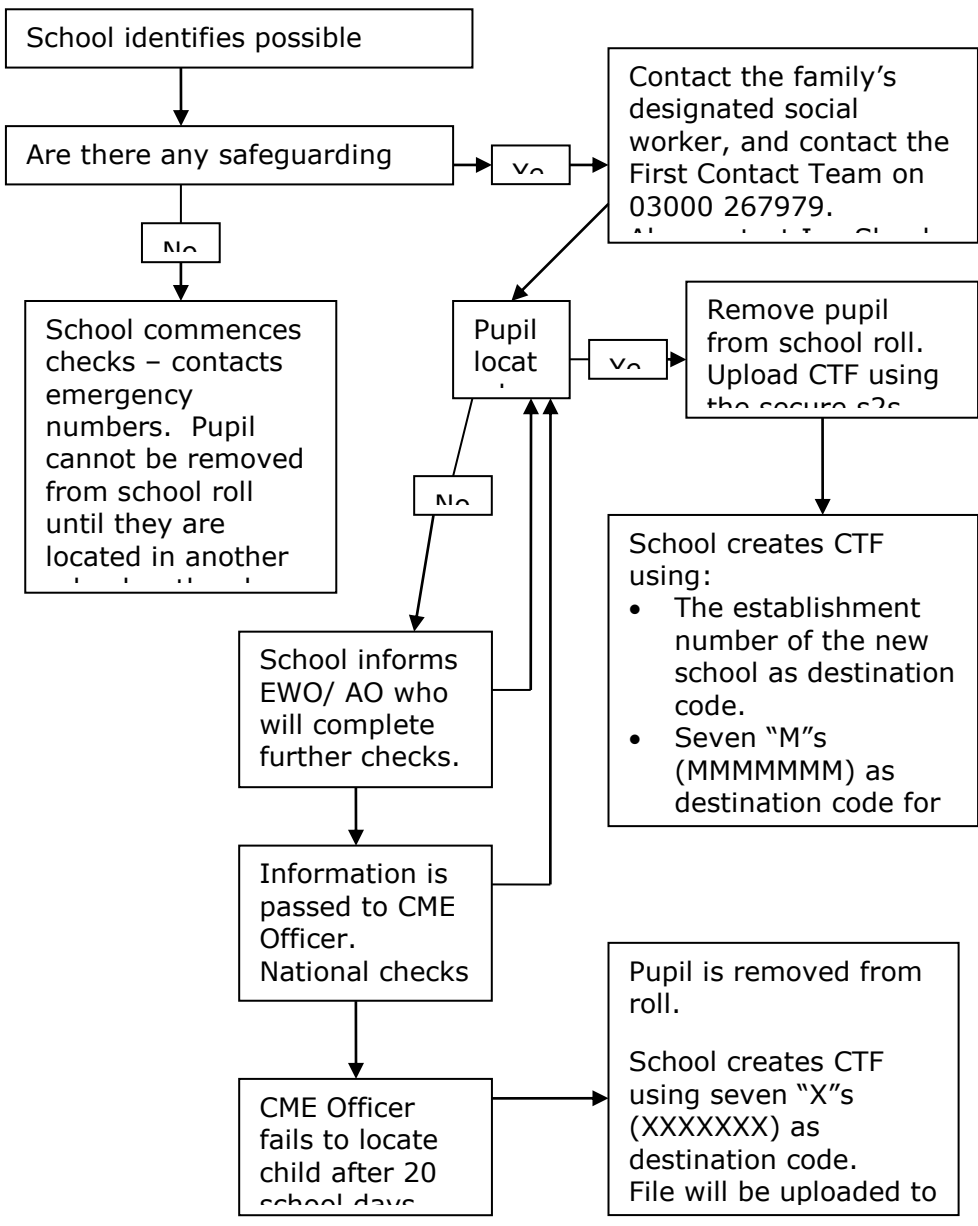 School identifies possible
Are there any safeguarding
Contact the family’s
designated social
worker, and contact the
First Contact Team on
03000 267979.
School commences
checks – contacts
emergency
numbers.  Pupil
cannot be removed
from school roll
until they are
located in another
Pupil
locat
Remove pupil
from school roll.
Upload CTF using
the secure s2s
No
School creates CTF
using:
• The establishment
number of the new
school as destination
code.
• Seven “M”s
(MMMMMMM) as
destination code for
School informs
EWO/ AO who
will complete
further checks.
Information is
passed to CME
Officer.
National checks
CME Officer
fails to locate
child after 20
school days
Pupil is removed from
roll.
School creates CTF
using seven “X”s
(XXXXXXX) as
destination code.
File will be uploaded to